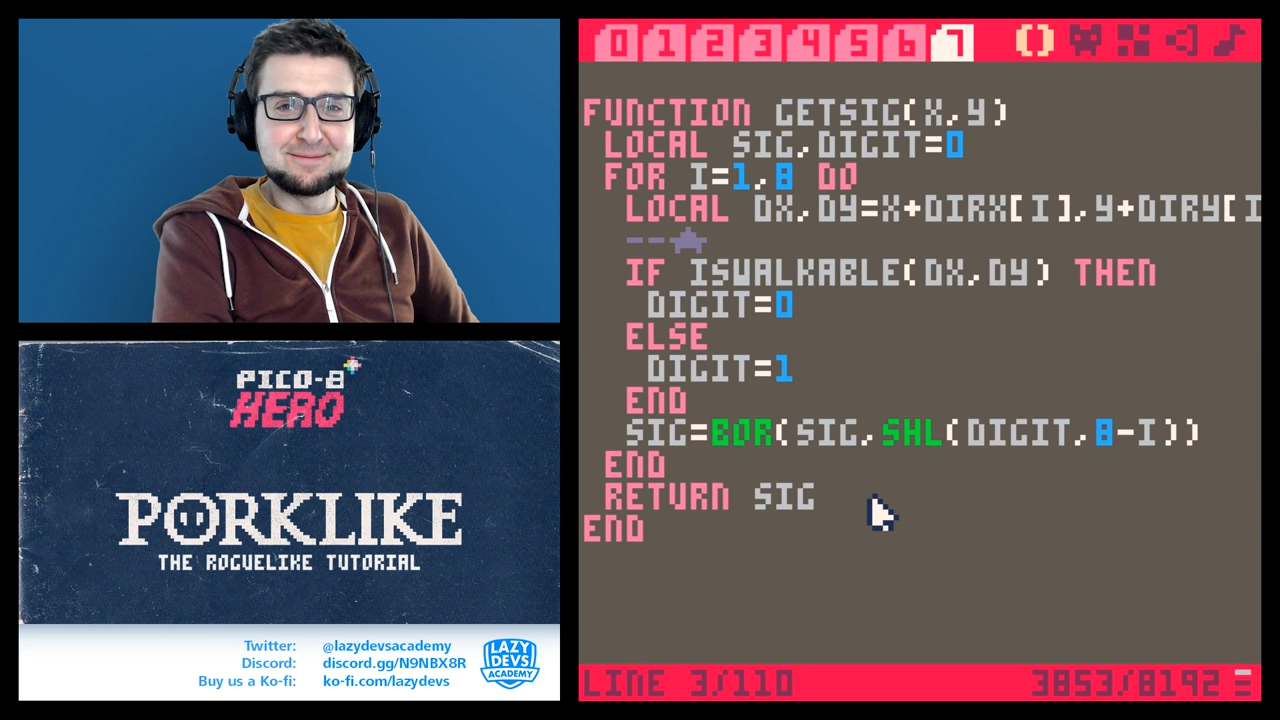 PICO-8
HERO
PORKLIKE
THE ROGUELIKE TUTORIAL
Twitter: @lazydevsacademy
Discord: discord.gg/N9NBX8R
Buy us a Ko-fi: ko-fi.com/lazydevs
LAZY
DEVS
ACADEMY
0 1 2 3 4 5 6 7 ()
FUNCTION GETSIG(X,Y)
LOCAL SIG,DIGIT=0
FOR I=1,8 DO
LOCAL DX,DY=X+DIRX[I],Y+DIRY[I
--
IF ISWALKABLE(DX,DY) THEN
DIGIT=0
ELSE
DIGIT=1
END
SIG=BOR(SIG,SHL(DIGIT,8-I))
END
RETURN SIG
END
LINE 3/110 3853/8192